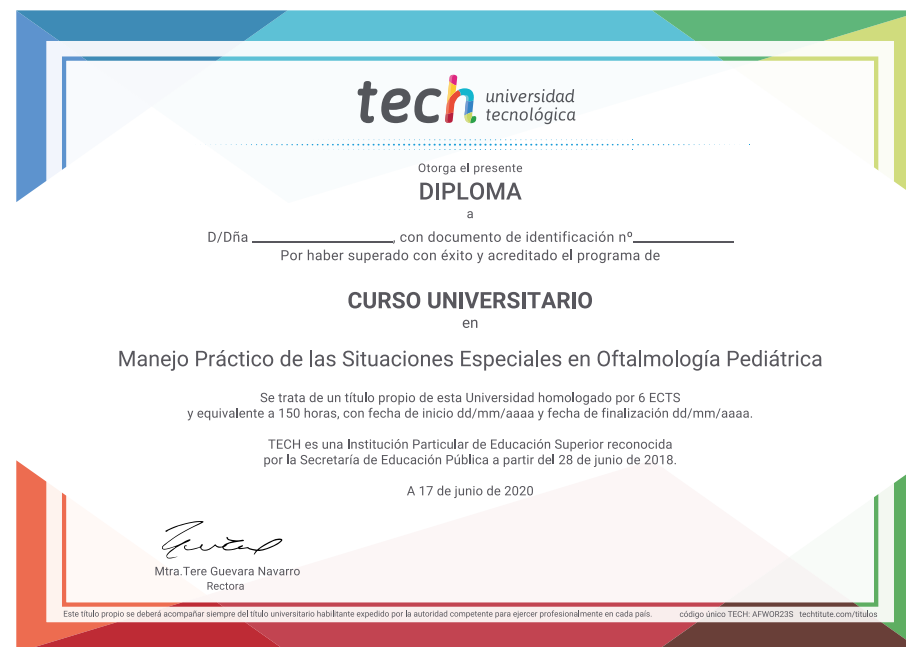 tech universidad
tecnológica
Otorga el presente
DIPLOMA
a
D/Dña ____________________, con documento de identificación nº______________
Por haber superado con éxito y acreditado el programa de
CURSO UNIVERSITARIO
en
Manejo Práctico de las Situaciones Especiales en Oftalmología Pediátrica
Se trata de un título propio de esta Universidad homologado por 6 ECTS
y equivalente a 150 horas, con fecha de inicio dd/mm/aaaa y fecha de finalización dd/mm/aaaa.
TECH es una Institución Particular de Educación Superior reconocida
por la Secretaría de Educación Pública a partir del 28 de junio de 2018.
A 17 de junio de 2020
Mtra.Tere Guevara Navarro
Rectora
Este título propio se deberá acompañar siempre del título universitario habilitante expedido por la autoridad competente para ejercer profesionalmente en cada país. código único TECH: AFWOR23S techtitute.com/titulos